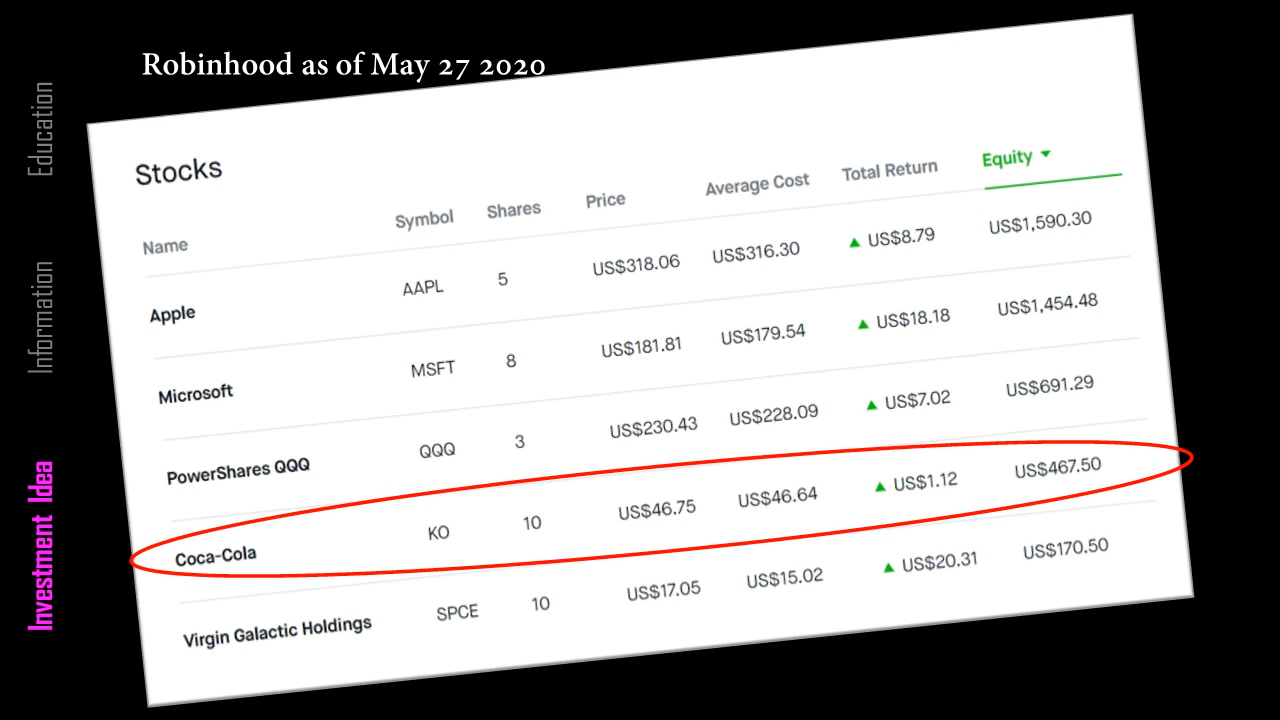 Robinhood as of May 27 2020
Education
Information
Investment Idea
Stocks
Name Symbol Shares Price Average Cost Total Return Equity
Apple AAPL 5 US$318.06 US$316.30 US$8.79 US$1,590.30
Microsoft MSFT 8 US$181.81 US$179.54 US$18.18 US$1,454.48
PowerShares QQQ QQQ 3 US$230.43 US$228.09 US$7.02 US$691.29
Coca-Cola KO 10 US$46.75 US$46.64 US$1.12 US$467.50
Virgin Galactic Holdings SPCE 10 US$17.05 US$15.02 US$20.31 US$170.50